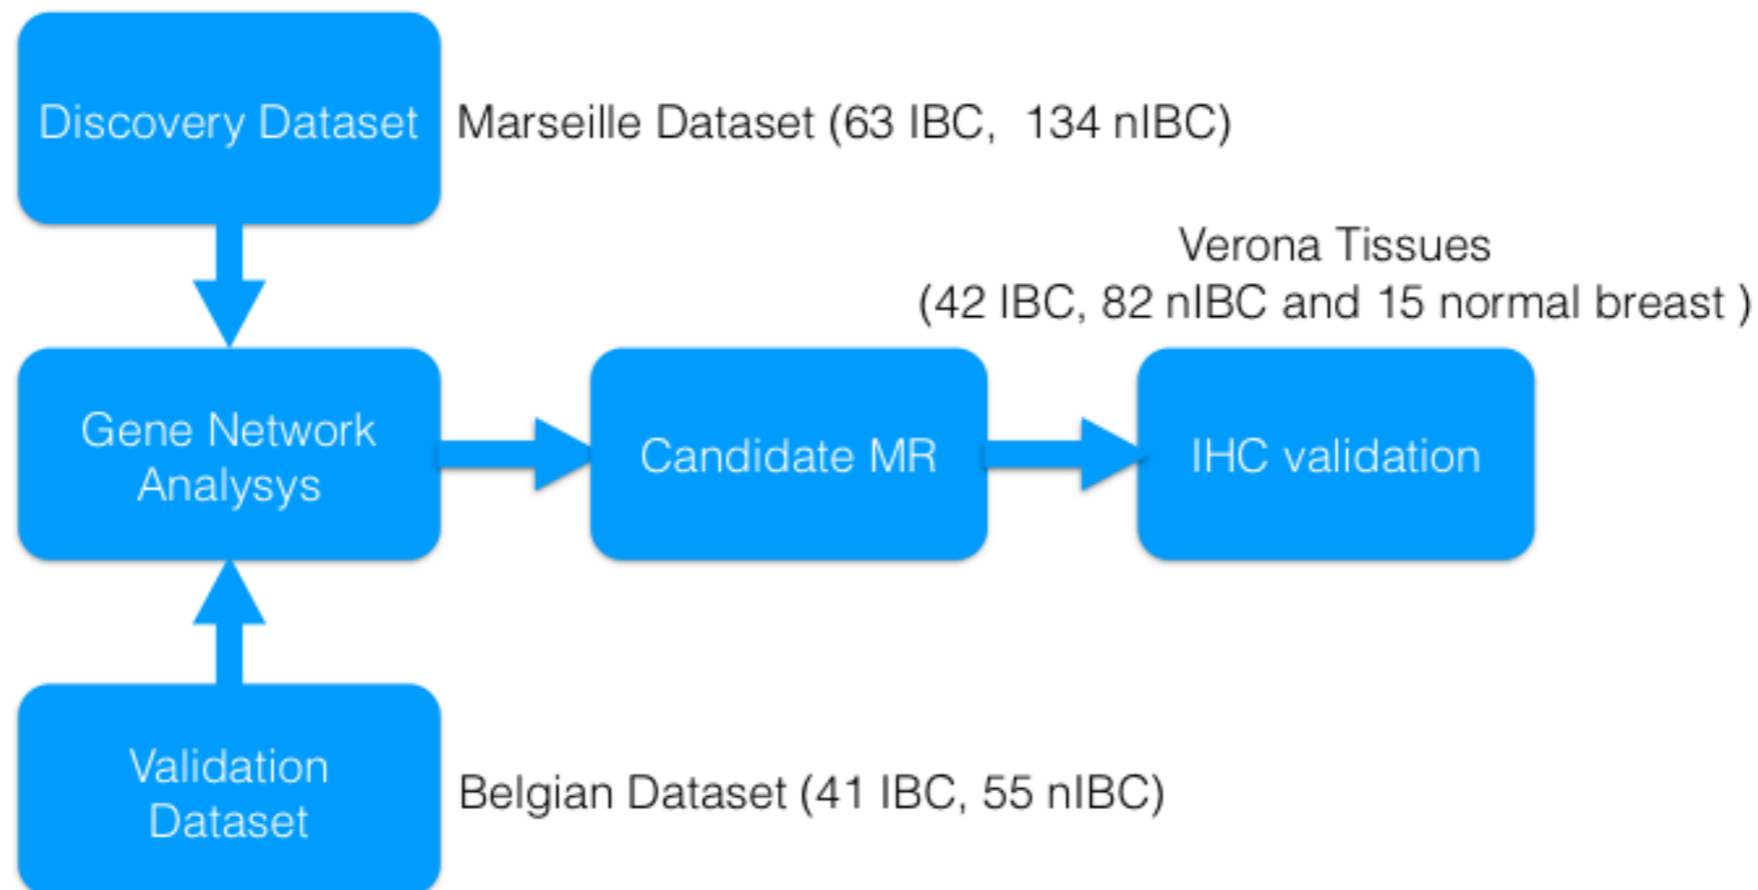 Discovery Dataset
Marseille Dataset (63 IBC,  134 nIBC)
Verona Tissues
(42 IBC, 82 nIBC and 15 normal breast )
Gene Network
Analysys
Candidate MR
IHC validation
Validation
Dataset
Belgian Dataset (41 IBC, 55 nIBC)